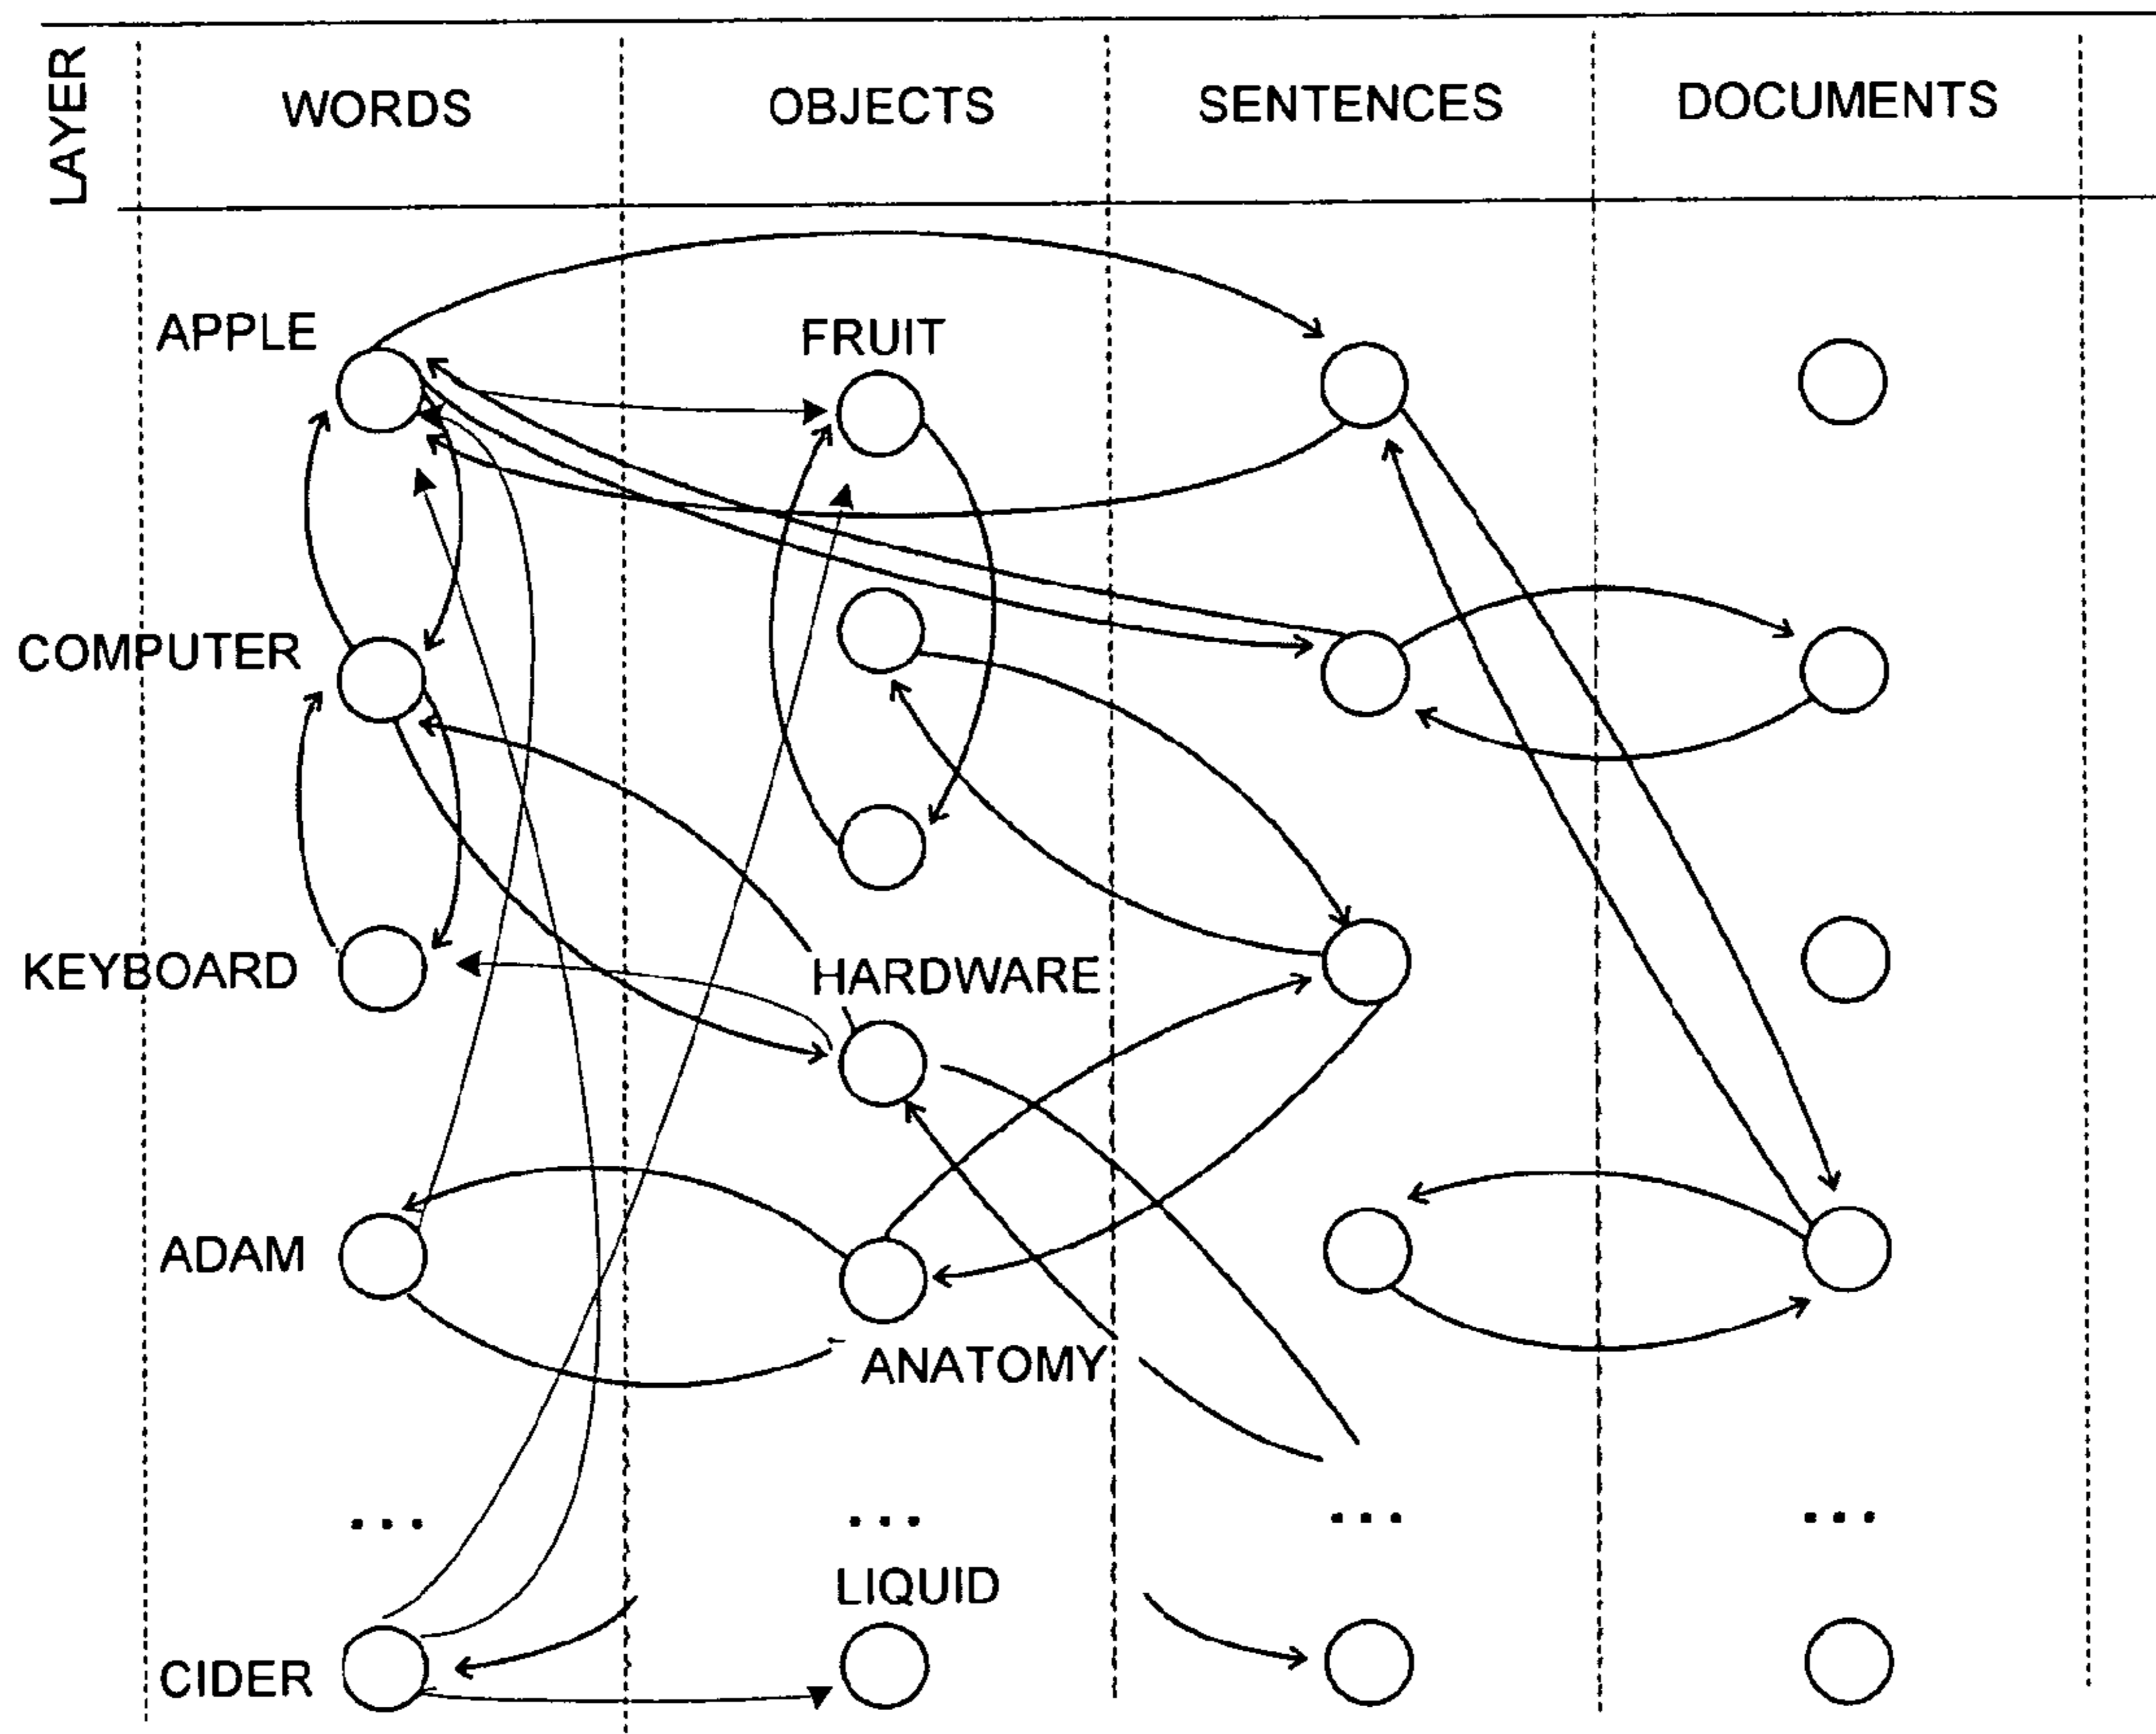 LAYER
WORDS OBJECTS SENTENCES DOCUMENTS
APPLE
FRUIT
COMPUTER
KEYBOARD
HARDWARE
ADAM
ANATOMY
... ... ... ...
LIQUID
CIDER